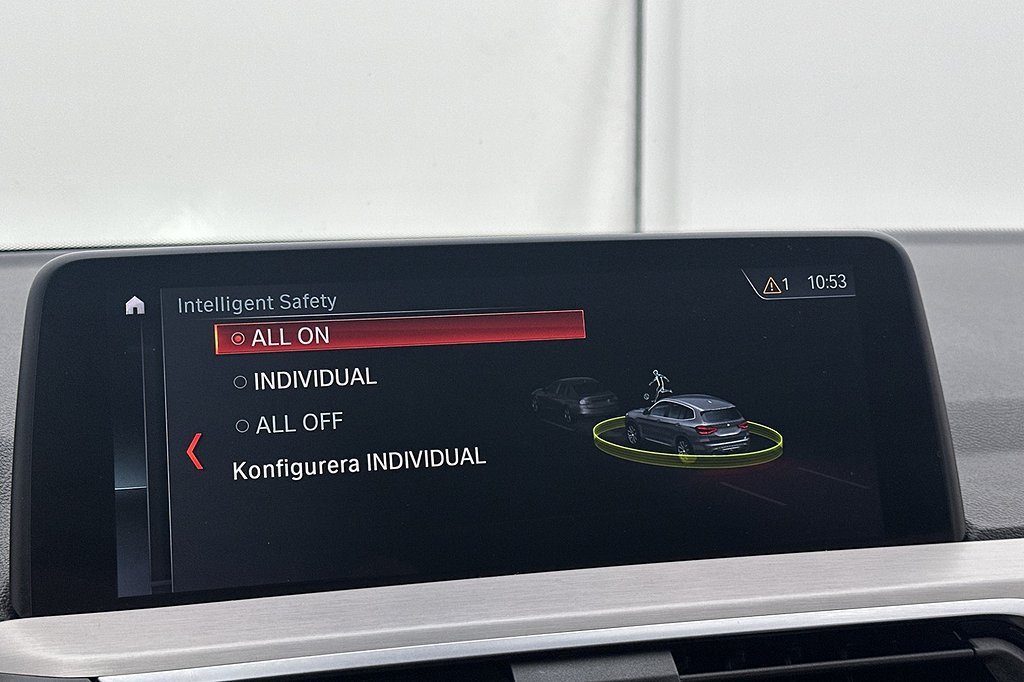 Intelligent Safety
1 10:53
ALL ON
INDIVIDUAL
ALL OFF
Konfigurera INDIVIDUAL